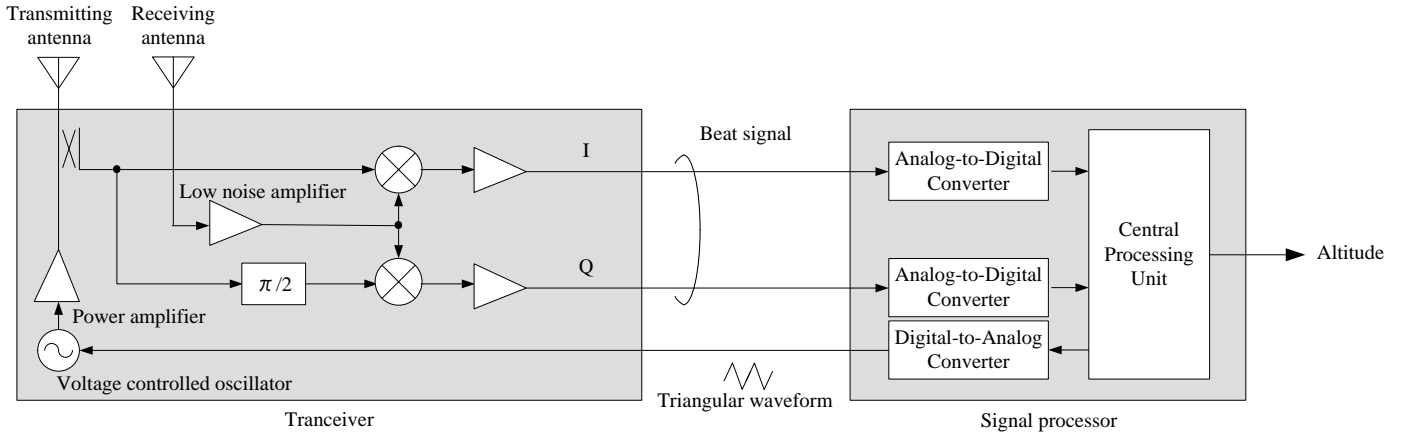 Transmitting
antenna
Receiving
antenna
Beat signal
I
Analog-to-Digital
Converter
Low noise amplifier
Central
Processing
Unit
Altitude
Q
π/2
Analog-to-Digital
Converter
Power amplifier
Digital-to-Analog
Converter
Voltage controlled oscillator
Triangular waveform
Tranceiver
Signal processor